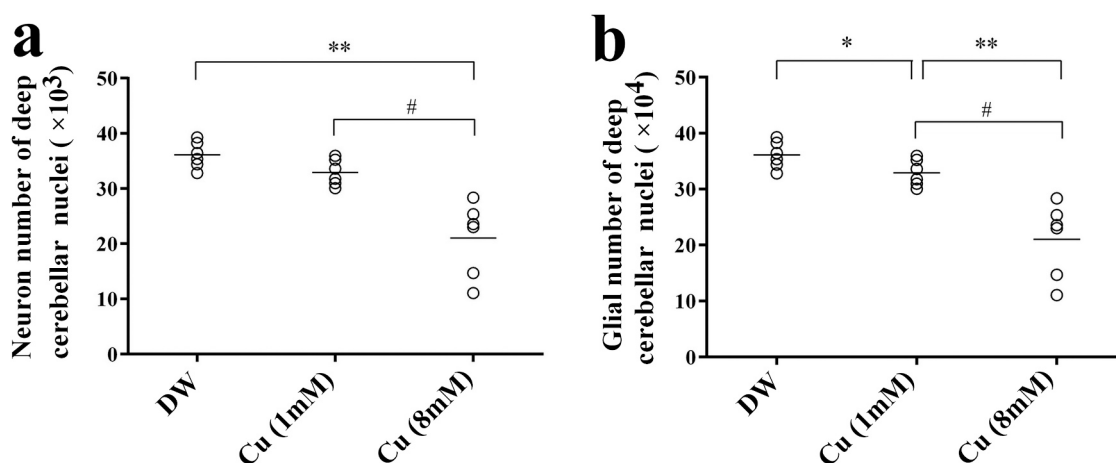 a
Neuron number of deep
cerebellar nuclei ( ×10³)
50
40
30
20
10
0
**
#
DW
Cu (1mM)
Cu (8mM)
b
Glial number of deep
cerebellar nuclei ( ×10⁴)
50
40
30
20
10
0
*
**
#
DW
Cu (1mM)
Cu (8mM)